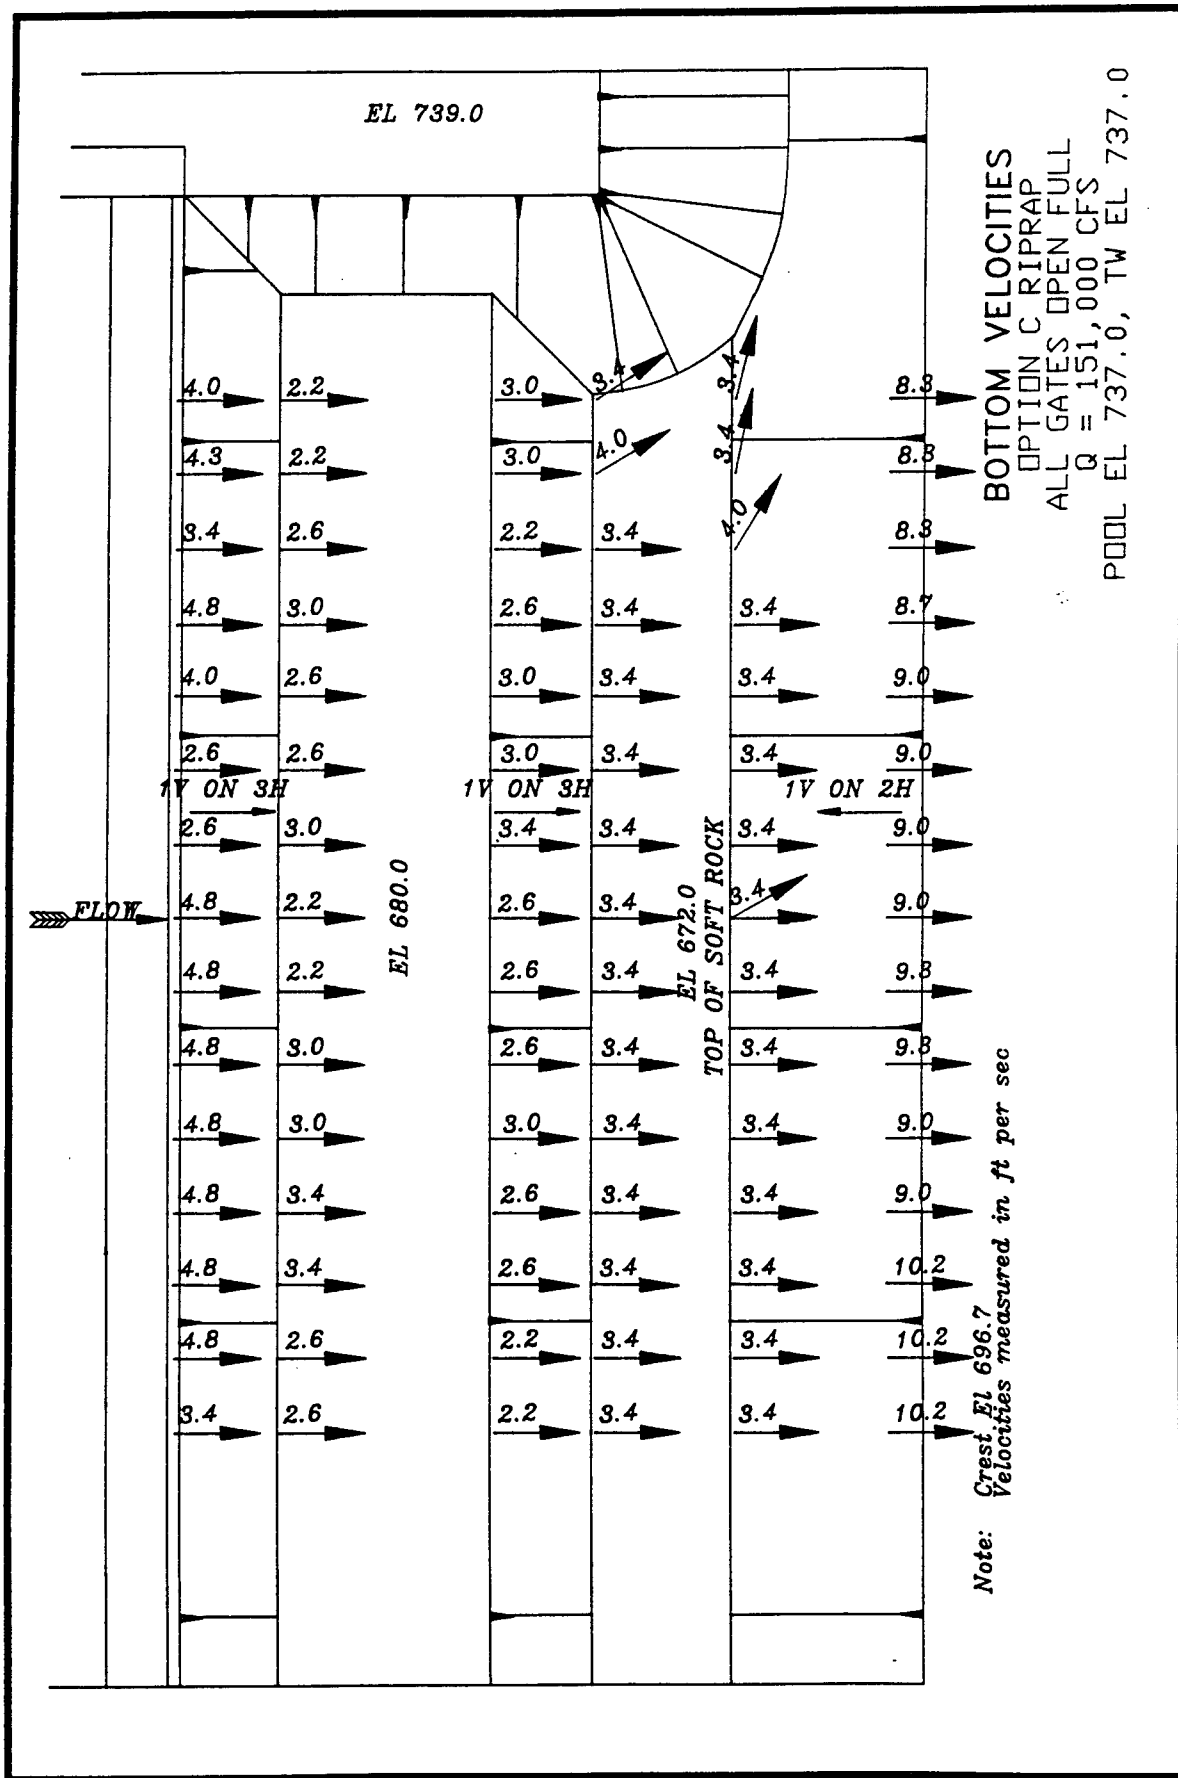 EL 739.0
4.0 2.2 3.0 3.4 3.4 8.3
4.3 2.2 3.0 4.0 3.4 8.3
3.4 2.6 2.2 3.4 4.0 8.3
4.8 3.0 2.6 3.4 3.4 8.7
4.0 2.6 3.0 3.4 3.4 9.0
2.6 2.6 3.0 3.4 3.4 9.0
1V ON 3H 1V ON 3H 1V ON 2H
2.6 3.0 3.4 3.4 3.4 9.0
FLOW
4.8 2.2 2.6 3.4 3.4 9.0
4.8 2.2 2.6 3.4 3.4 9.3
4.8 3.0 2.6 3.4 3.4 9.3
4.8 3.0 3.0 3.4 3.4 9.0
4.8 3.4 2.6 3.4 3.4 9.0
4.8 3.4 2.6 3.4 3.4 10.2
4.8 2.6 2.2 3.4 3.4 10.2
3.4 2.6 2.2 3.4 3.4 10.2
EL 680.0
EL 672.0
TOP OF SOFT ROCK
Note: Crest El 696.7
Velocities measured in ft per sec
BOTTOM VELOCITIES
OPTION C RIPRAP
ALL GATES OPEN FULL
Q = 151,000 CFS
POOL EL 737.0, TW EL 737.0